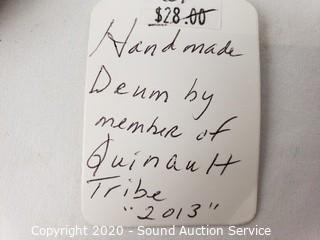 $28.00
Handmade
Drum by
member of
Quinault
Tribe
"2013"
Copyright 2020 - Sound Auction Service